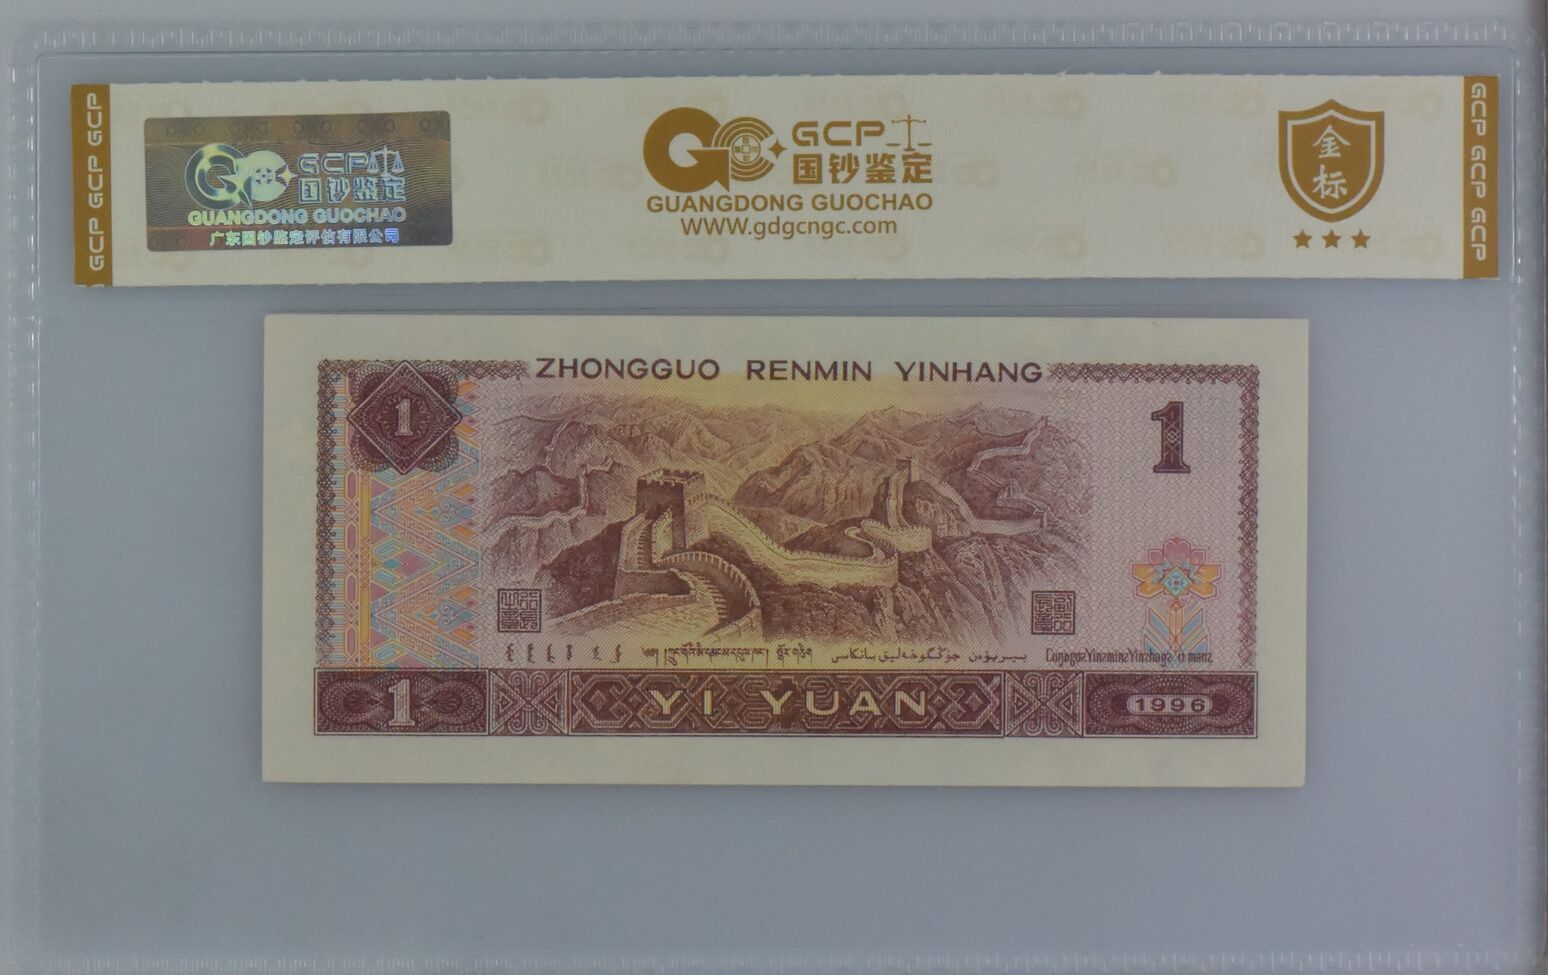 GCP GCP GCP
GCP
国钞鉴定
GUANGDONG GUOCHAO
广东国钞鉴定评估有限公司
GCP
国钞鉴定
GUANGDONG GUOCHAO
WWW.gdgcngc.com
金
标
GCP GCP GCP
ZHONGGUO RENMIN YINHANG
1
1
1
YI YUAN
1996